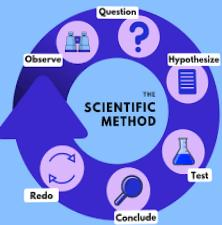 Question
Observe
Hypothesize
THE
SCIENTIFIC
METHOD
Test
Redo
Conclude